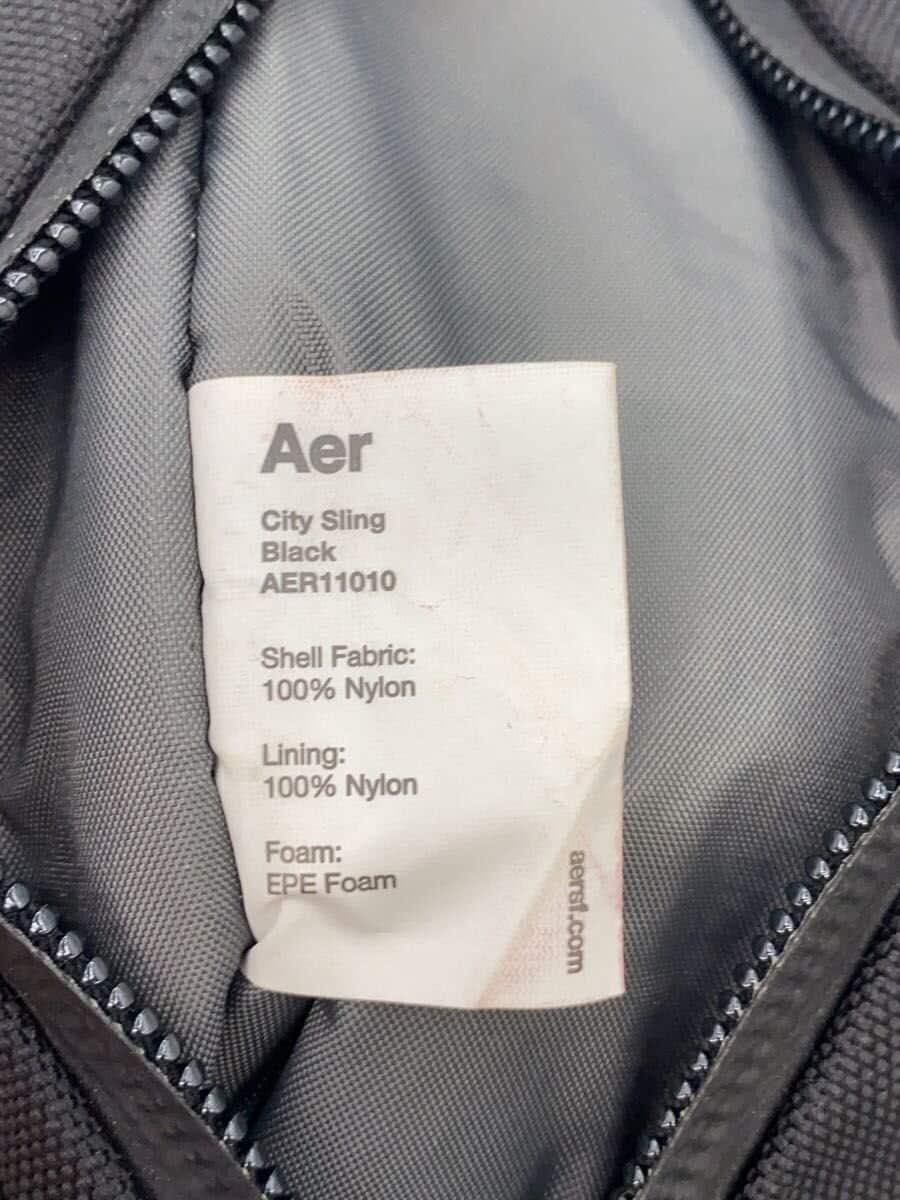 Aer
City Sling
Black
AER11010
Shell Fabric:
100% Nylon
Lining:
100% Nylon
Foam:
EPE Foam
aersf.com